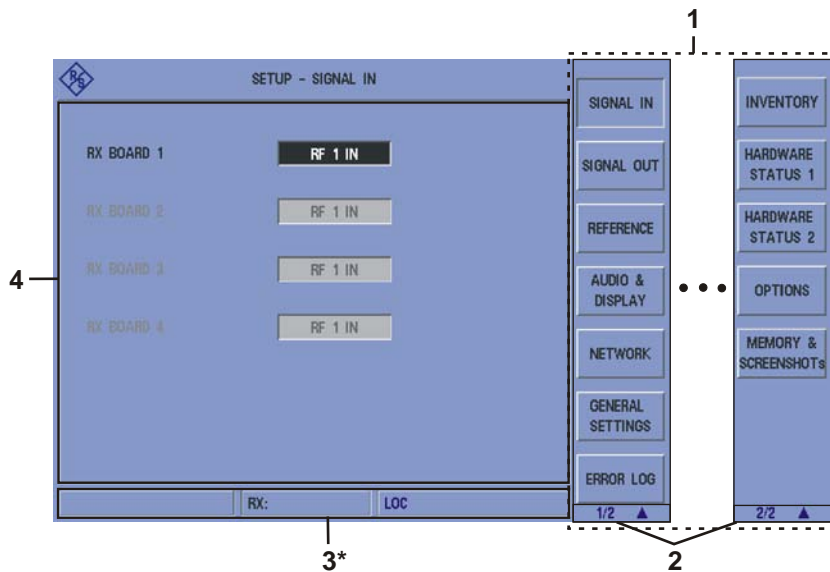 1
R&S
SETUP - SIGNAL IN
RX BOARD 1
RF 1 IN
RX BOARD 2
RF 1 IN
RX BOARD 3
RF 1 IN
RX BOARD 4
RF 1 IN
4
RX:
LOC
3*
SIGNAL IN
SIGNAL OUT
REFERENCE
AUDIO &
DISPLAY
NETWORK
GENERAL
SETTINGS
ERROR LOG
1/2 ▲
INVENTORY
HARDWARE
STATUS 1
HARDWARE
STATUS 2
OPTIONS
MEMORY &
SCREENSHOTs
2/2 ▲
2